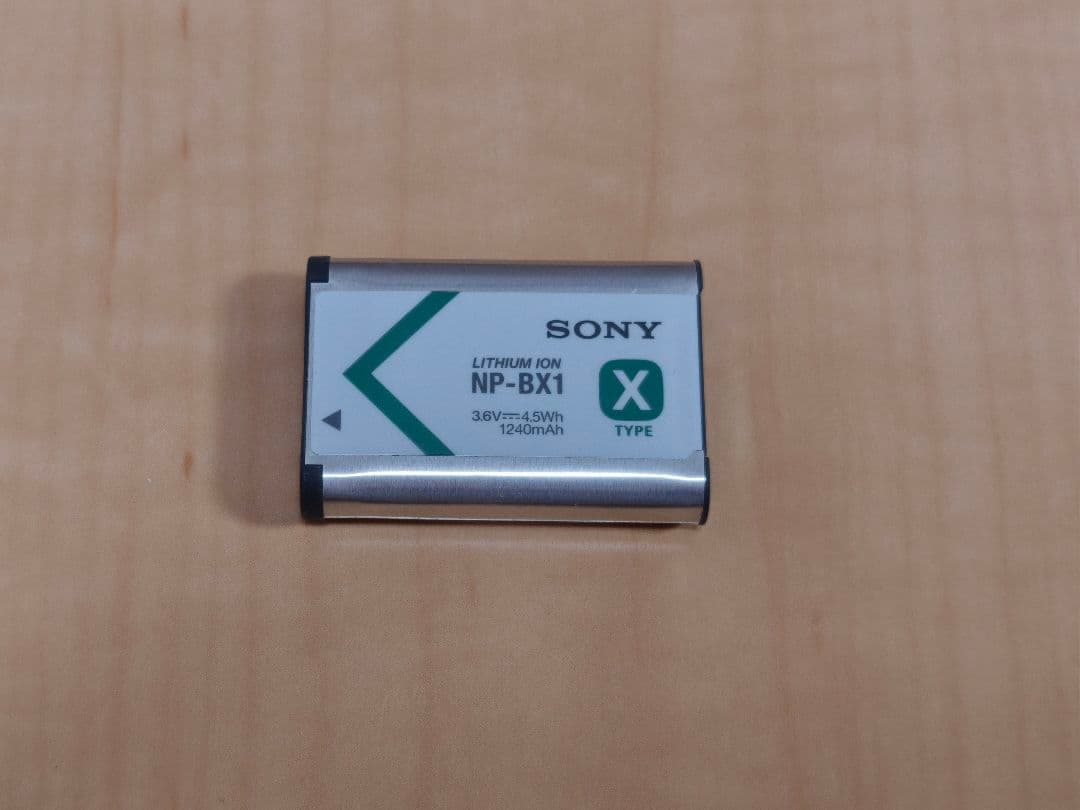 SONY
LITHIUM ION
NP-BX1
3.6V⎓4.5Wh
1240mAh
X
TYPE